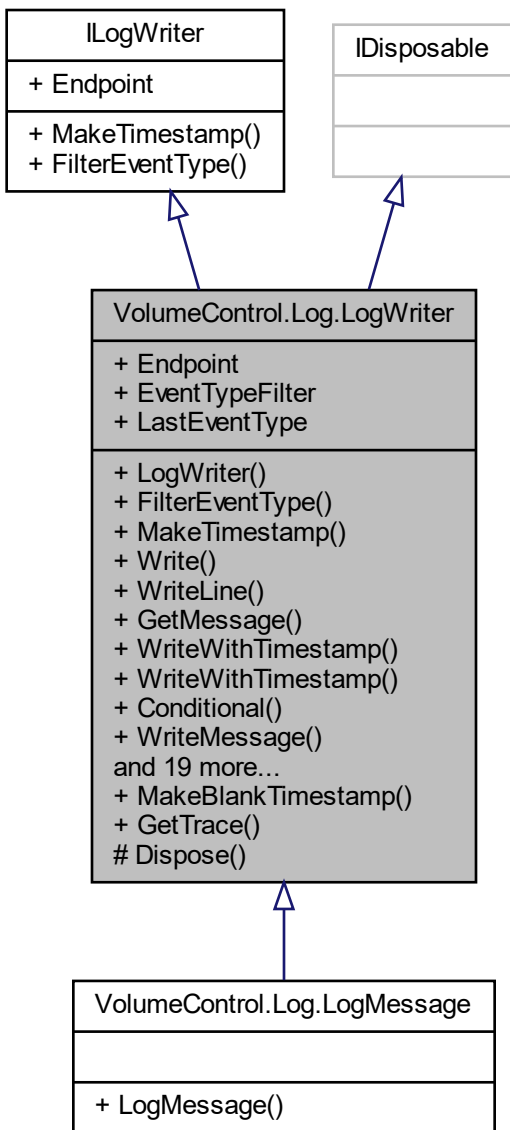 ILogWriter
+ Endpoint
+ MakeTimestamp()
+ FilterEventType()
IDisposable
VolumeControl.Log.LogWriter
+ Endpoint
+ EventTypeFilter
+ LastEventType
+ LogWriter()
+ FilterEventType()
+ MakeTimestamp()
+ Write()
+ WriteLine()
+ GetMessage()
+ WriteWithTimestamp()
+ WriteWithTimestamp()
+ Conditional()
+ WriteMessage()
and 19 more...
+ MakeBlankTimestamp()
+ GetTrace()
# Dispose()
VolumeControl.Log.LogMessage
+ LogMessage()